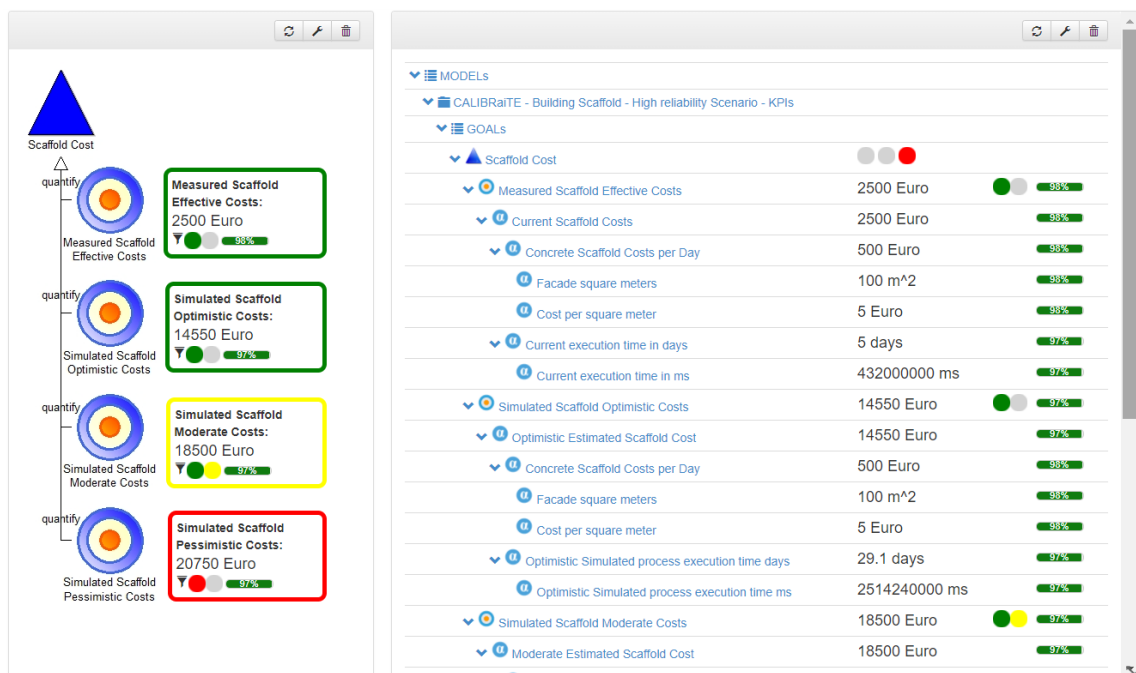 Scaffold Cost
quantify
Measured Scaffold
Effective Costs
Measured Scaffold
Effective Costs:
2500 Euro
98%
quantify
Simulated Scaffold
Optimistic Costs
Simulated Scaffold
Optimistic Costs:
14550 Euro
97%
quantify
Simulated Scaffold
Moderate Costs
Simulated Scaffold
Moderate Costs:
18500 Euro
97%
quantify
Simulated Scaffold
Pessimistic Costs
Simulated Scaffold
Pessimistic Costs:
20750 Euro
97%
MODELs
CALIBRaiTE - Building Scaffold - High reliability Scenario - KPIs
GOALs
Scaffold Cost
Measured Scaffold Effective Costs 2500 Euro 98%
α Current Scaffold Costs 2500 Euro 98%
α Concrete Scaffold Costs per Day 500 Euro 98%
α Facade square meters 100 m^2 98%
α Cost per square meter 5 Euro 98%
α Current execution time in days 5 days 97%
α Current execution time in ms 432000000 ms 97%
Simulated Scaffold Optimistic Costs 14550 Euro 97%
α Optimistic Estimated Scaffold Cost 14550 Euro 97%
α Concrete Scaffold Costs per Day 500 Euro 98%
α Facade square meters 100 m^2 98%
α Cost per square meter 5 Euro 98%
α Optimistic Simulated process execution time days 29.1 days 97%
α Optimistic Simulated process execution time ms 2514240000 ms 97%
Simulated Scaffold Moderate Costs 18500 Euro 97%
α Moderate Estimated Scaffold Cost 18500 Euro 97%